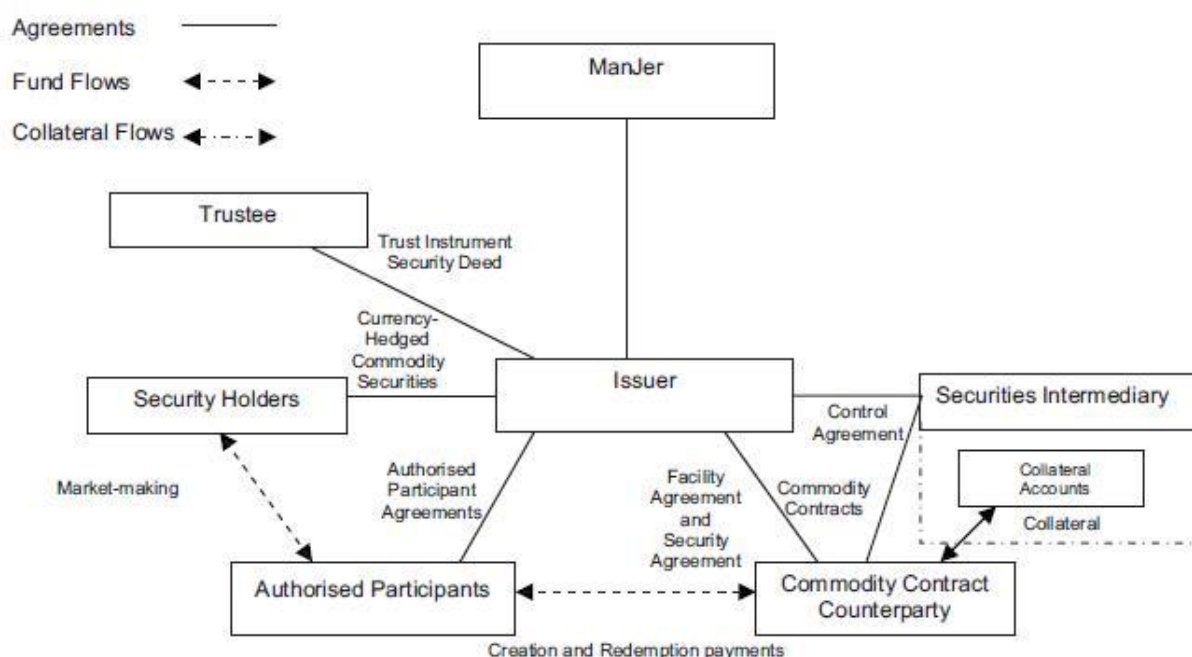 Agreements
Fund Flows
Collateral Flows
ManJer
Trustee
Trust Instrument
Security Deed
Currency-
Hedged
Commodity
Securities
Issuer
Security Holders
Securities Intermediary
Control
Agreement
Collateral
Accounts
Collateral
Market-making
Authorised
Participant
Agreements
Facility
Agreement
and
Security
Agreement
Commodity
Contracts
Authorised Participants
Commodity Contract
Counterparty
Creation and Redemption payments